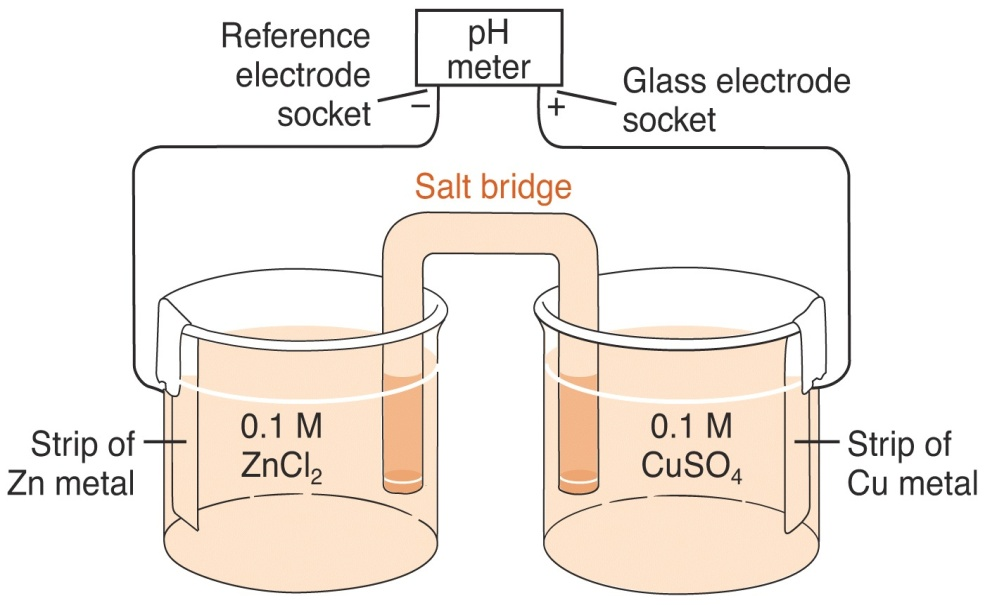 Reference
electrode
socket
pH
meter
−
+
Glass electrode
socket
Salt bridge
0.1 M
ZnCl₂
0.1 M
CuSO₄
Strip of
Zn metal
Strip of
Cu metal